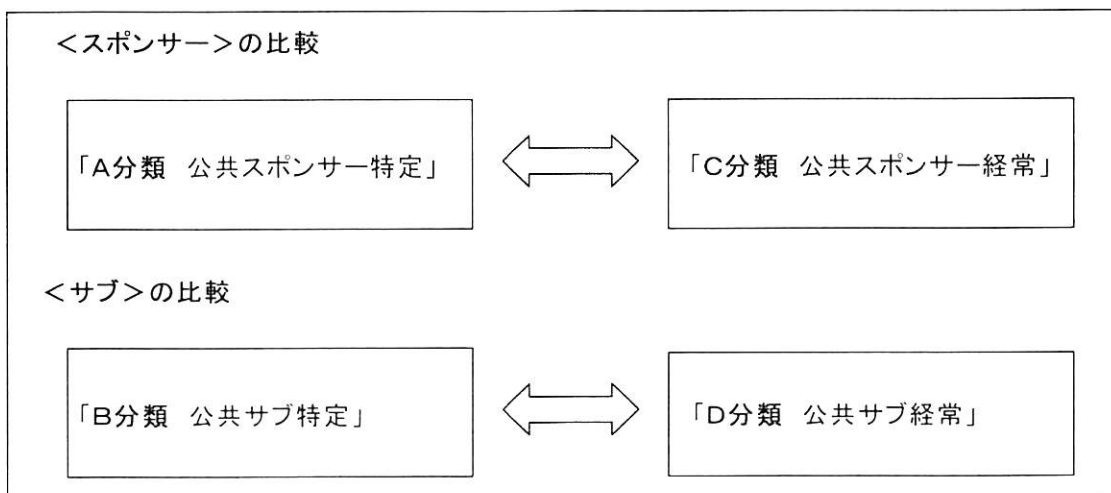 ＜スポンサー＞の比較
「A分類 公共スポンサー特定」
「C分類 公共スポンサー経常」
＜サブ＞の比較
「B分類 公共サブ特定」
「D分類 公共サブ経常」